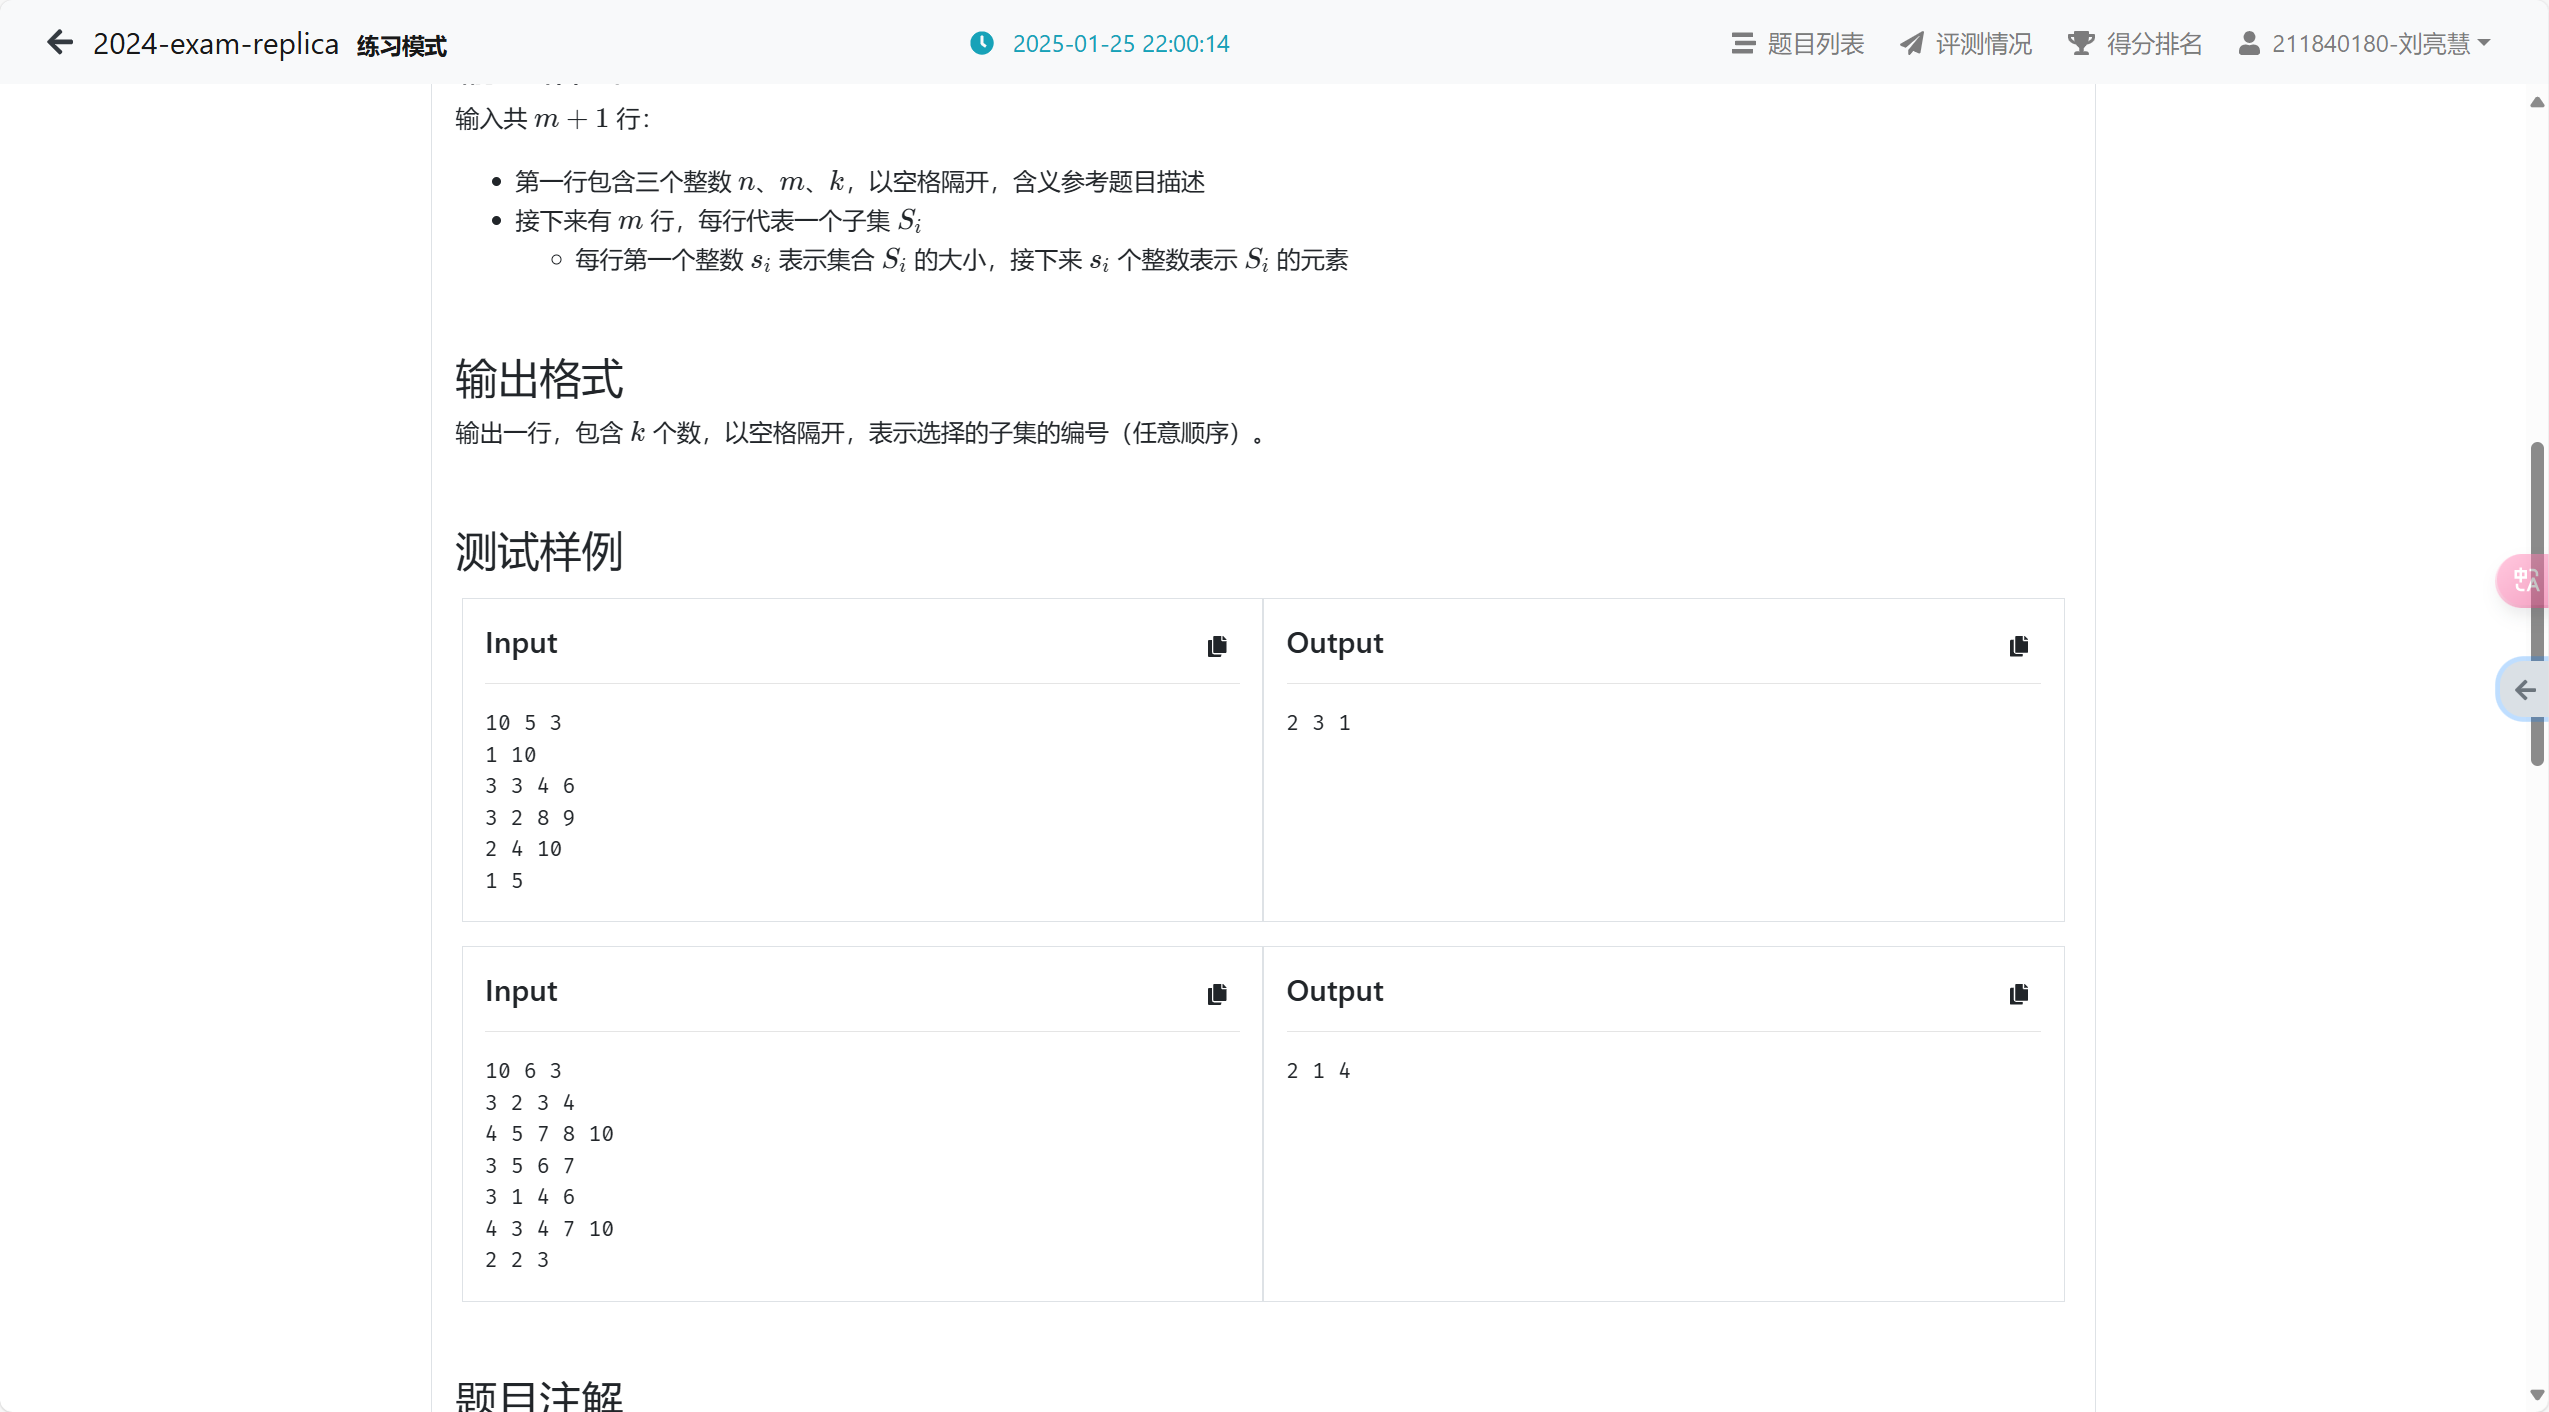 2024-exam-replica 练习模式
2025-01-25 22:00:14
题目列表
评测情况
得分排名
211840180-刘亮慧
输入共 m + 1 行:
第一行包含三个整数 n、m、k，以空格隔开，含义参考题目描述
接下来有 m 行，每行代表一个子集 S_i
每行第一个整数 s_i 表示集合 S_i 的大小，接下来 s_i 个整数表示 S_i 的元素
输出格式
输出一行，包含 k 个数，以空格隔开，表示选择的子集的编号（任意顺序）。
测试样例
Input
10 5 3
1 10
3 3 4 6
3 2 8 9
2 4 10
1 5
Output
2 3 1
Input
10 6 3
3 2 3 4
4 5 7 8 10
3 5 6 7
3 1 4 6
4 3 4 7 10
2 2 3
Output
2 1 4
题目注解